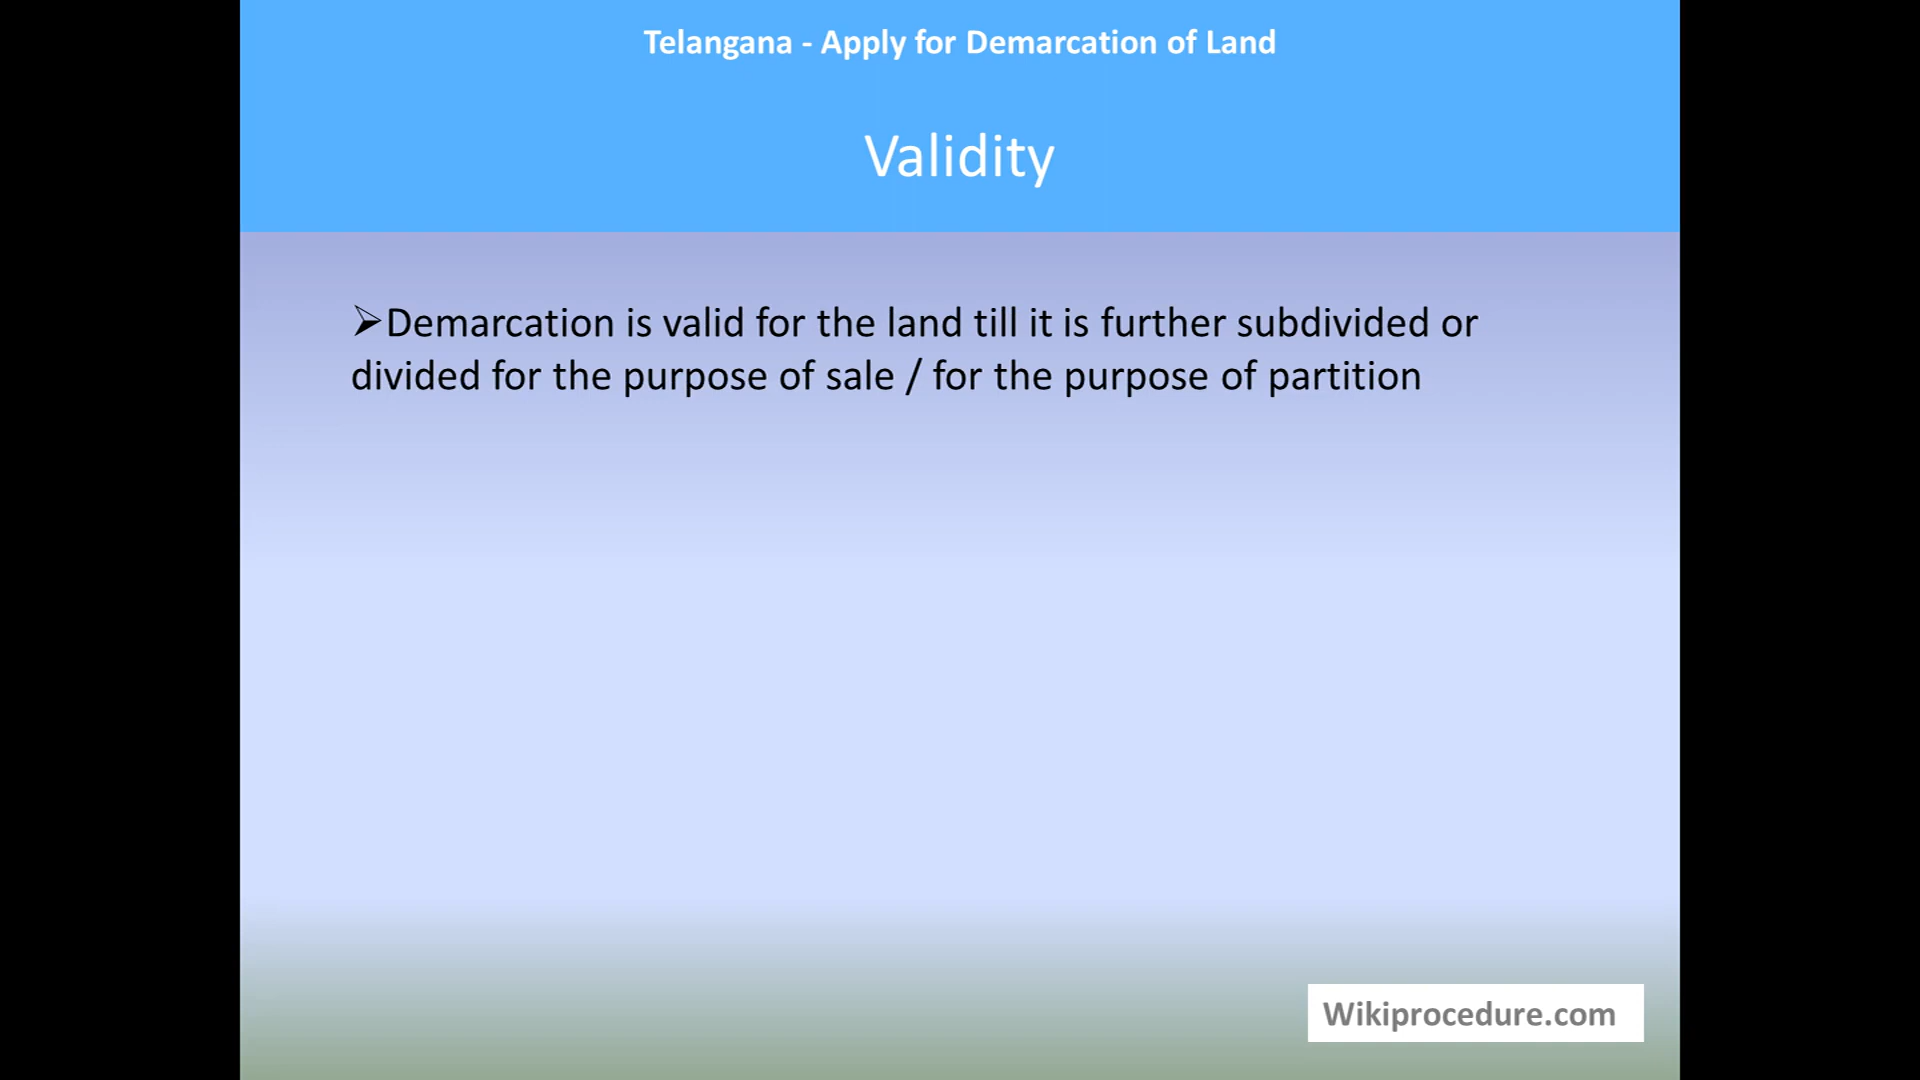 Telangana - Apply for Demarcation of Land
Validity
➢Demarcation is valid for the land till it is further subdivided or
divided for the purpose of sale / for the purpose of partition
Wikiprocedure.com